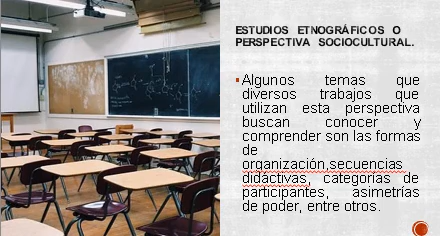 ESTUDIOS ETNOGRÁFICOS O
PERSPECTIVA SOCIOCULTURAL.
▪Algunos temas que
diversos trabajos que
utilizan esta perspectiva
buscan conocer y
comprender son las formas
de
organización,secuencias
didácticas, categorías de
participantes, asimetrías
de poder, entre otros.